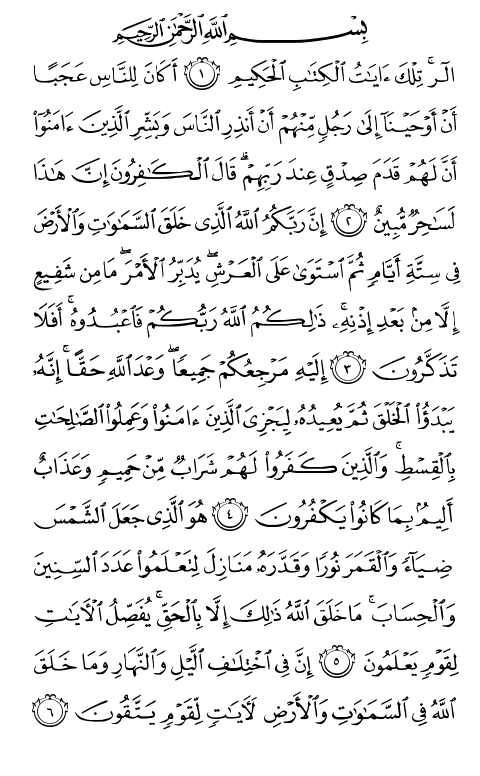 بِسْمِ ٱللَّهِ ٱلرَّحْمَٰنِ ٱلرَّحِيمِ
الٓر ۚ تِلْكَ ءَايَٰتُ ٱلْكِتَٰبِ ٱلْحَكِيمِ ١ أَكَانَ لِلنَّاسِ عَجَبًا
أَنْ أَوْحَيْنَآ إِلَىٰ رَجُلٍ مِّنْهُمْ أَنْ أَنذِرِ ٱلنَّاسَ وَبَشِّرِ ٱلَّذِينَ ءَامَنُوٓا۟
أَنَّ لَهُمْ قَدَمَ صِدْقٍ عِندَ رَبِّهِمْ ۗ قَالَ ٱلْكَٰفِرُونَ إِنَّ هَٰذَا
لَسَٰحِرٌ مُّبِينٌ ٢ إِنَّ رَبَّكُمُ ٱللَّهُ ٱلَّذِى خَلَقَ ٱلسَّمَٰوَٰتِ وَٱلْأَرْضَ
فِى سِتَّةِ أَيَّامٍ ثُمَّ ٱسْتَوَىٰ عَلَى ٱلْعَرْشِ ۖ يُدَبِّرُ ٱلْأَمْرَ ۖ مَا مِن شَفِيعٍ
إِلَّا مِنۢ بَعْدِ إِذْنِهِۦ ۚ ذَٰلِكُمُ ٱللَّهُ رَبُّكُمْ فَٱعْبُدُوهُ ۚ أَفَلَا
تَذَكَّرُونَ ٣ إِلَيْهِ مَرْجِعُكُمْ جَمِيعًا ۖ وَعْدَ ٱللَّهِ حَقًّا ۚ إِنَّهُۥ
يَبْدَؤُا۟ ٱلْخَلْقَ ثُمَّ يُعِيدُهُۥ لِيَجْزِىَ ٱلَّذِينَ ءَامَنُوا۟ وَعَمِلُوا۟ ٱلصَّٰلِحَٰتِ
بِٱلْقِسْطِ ۚ وَٱلَّذِينَ كَفَرُوا۟ لَهُمْ شَرَابٌ مِّنْ حَمِيمٍ وَعَذَابٌ
أَلِيمٌۢ بِمَا كَانُوا۟ يَكْفُرُونَ ٤ هُوَ ٱلَّذِى جَعَلَ ٱلشَّمْسَ
ضِيَآءً وَٱلْقَمَرَ نُورًا وَقَدَّرَهُۥ مَنَازِلَ لِتَعْلَمُوا۟ عَدَدَ ٱلسِّنِينَ
وَٱلْحِسَابَ ۚ مَا خَلَقَ ٱللَّهُ ذَٰلِكَ إِلَّا بِٱلْحَقِّ ۚ يُفَصِّلُ ٱلْءَايَٰتِ
لِقَوْمٍ يَعْلَمُونَ ٥ إِنَّ فِى ٱخْتِلَٰفِ ٱلَّيْلِ وَٱلنَّهَارِ وَمَا خَلَقَ
ٱللَّهُ فِى ٱلسَّمَٰوَٰتِ وَٱلْأَرْضِ لَءَايَٰتٍ لِّقَوْمٍ يَتَّقُونَ ٦